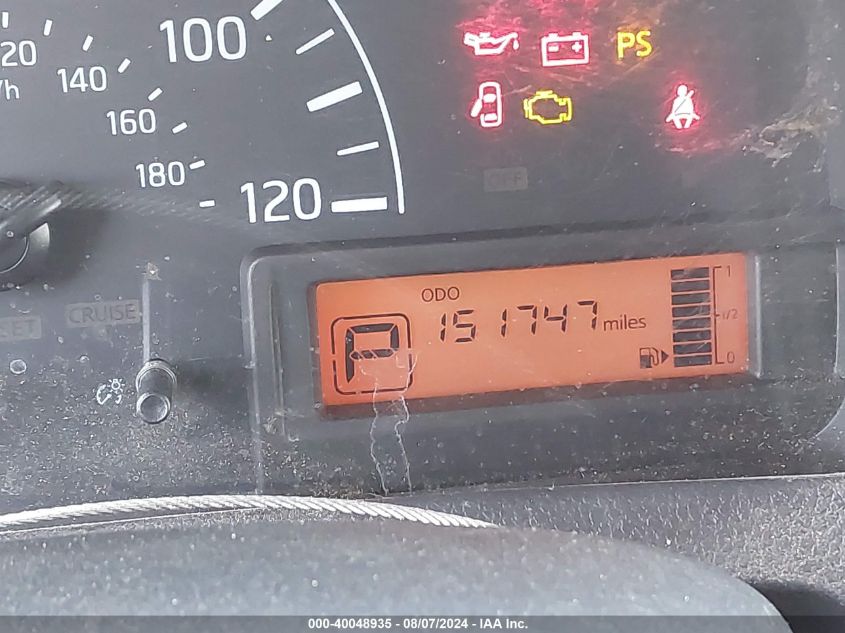 100
20
/h
140
160
180
120
PS
OFF
CRUISE
SET
ODO
151747 miles
P
1
1/2
0
000-40048935 - 08/07/2024 - IAA Inc.